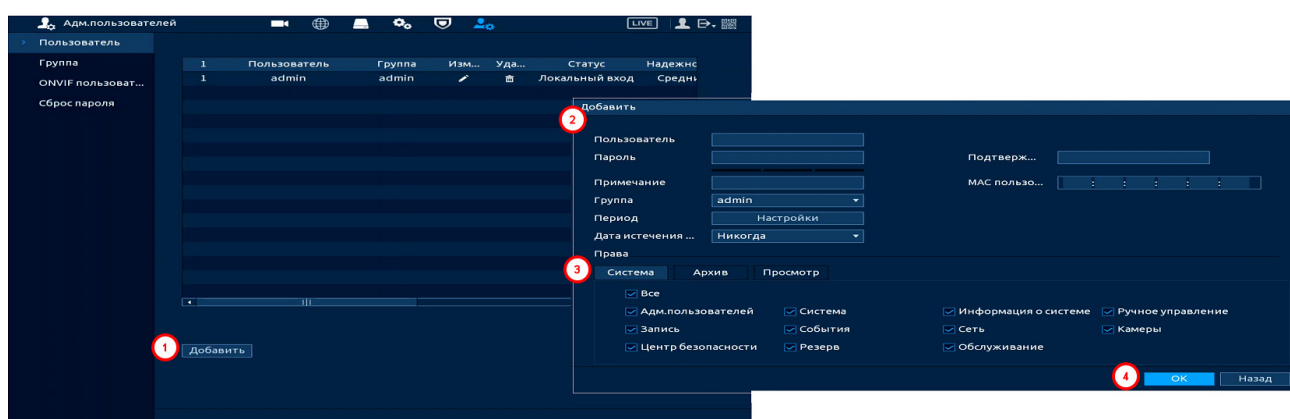 Адм.пользователей LIVE
Пользователь
Группа
ONVIF пользоват...
Сброс пароля
1 Пользователь Группа Изм... Уда... Статус Надежно
1 admin admin Локальный вход Средни
1 Добавить
2 Добавить
Пользователь
Пароль Подтверж...
Примечание MAC пользо... : : : : :
Группа admin
Период Настройки
Дата истечения ... Никогда
Права
3 Система Архив Просмотр
Все
Адм.пользователей Система Информация о системе Ручное управление
Запись События Сеть Камеры
Центр безопасности Резерв Обслуживание
4 OK Назад